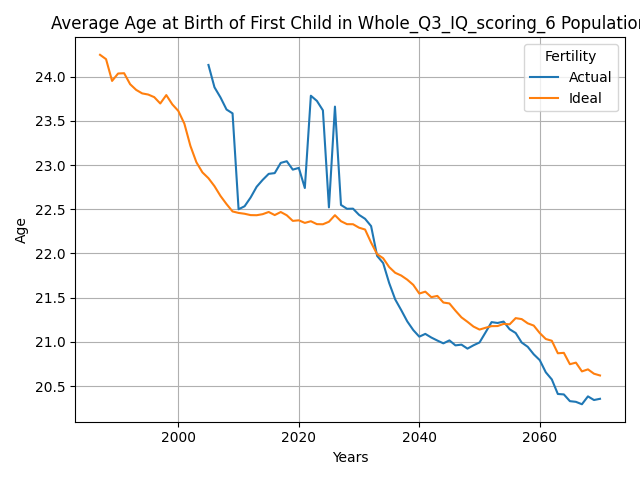 Average Age at Birth of First Child in Whole_Q3_IQ_scoring_6 Population
Fertility
Actual
Ideal
24.0
23.5
23.0
22.5
22.0
21.5
21.0
20.5
Age
2000
2020
2040
2060
Years